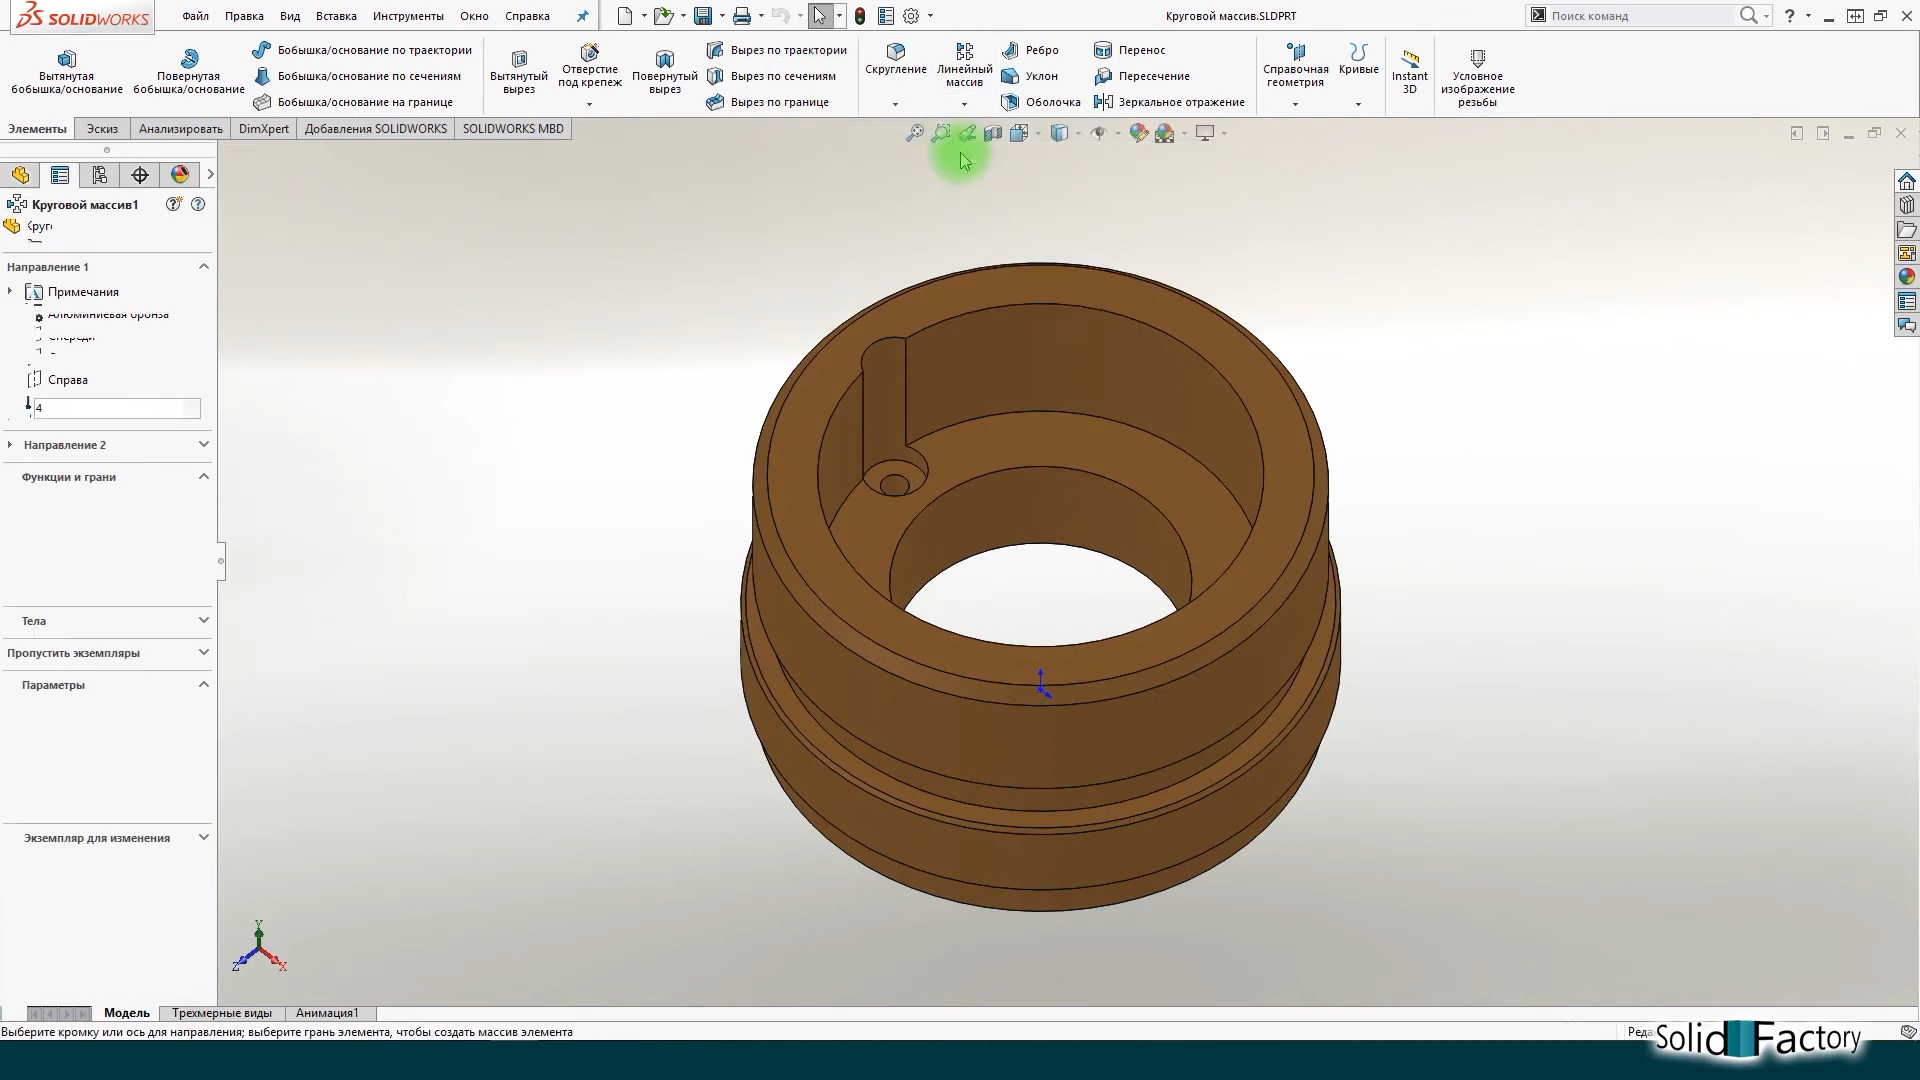 SOLIDWORKS
Файл Правка Вид Вставка Инструменты Окно Справка
Круговой массив.SLDPRT
Поиск команд
Вытянутая бобышка/основание
Повернутая бобышка/основание
Бобышка/основание по траектории
Бобышка/основание по сечениям
Бобышка/основание на границе
Вытянутый вырез
Отверстие под крепеж
Повернутый вырез
Вырез по траектории
Вырез по сечениям
Вырез по границе
Скругление
Линейный массив
Ребро
Уклон
Оболочка
Перенос
Пересечение
Зеркальное отражение
Справочная геометрия
Кривые
Instant 3D
Условное изображение резьбы
Элементы Эскиз Анализировать DimXpert Добавления SOLIDWORKS SOLIDWORKS MBD
Круговой массив1
Направление 1
Примечания
Алюминиевая бронза
Справа
4
Направление 2
Функции и грани
Тела
Пропустить экземпляры
Параметры
Экземпляр для изменения
Y
Z
X
Модель Трехмерные виды Анимация1
Выберите кромку или ось для направления; выберите грань элемента, чтобы создать массив элемента
Реда
Solid Factory